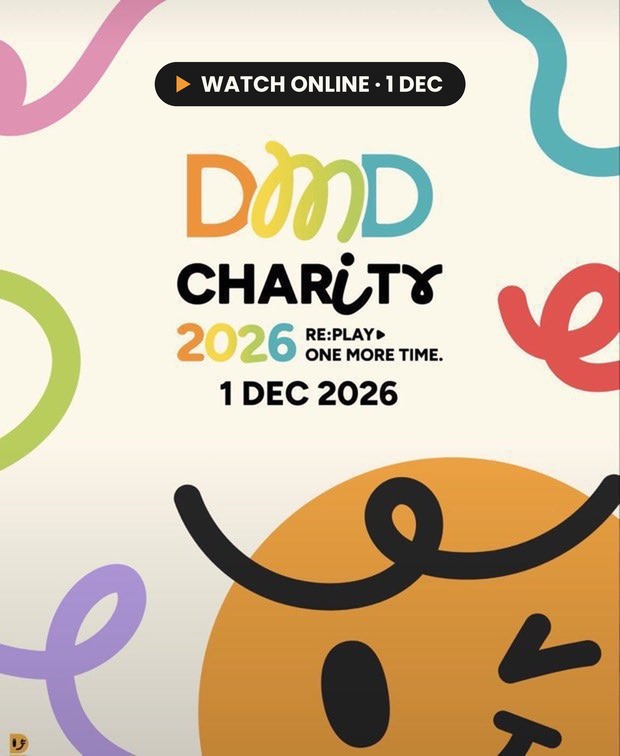 WATCH ONLINE · 1 DEC
DMD
CHARITY
2026 RE:PLAY
ONE MORE TIME.
1 DEC 2026